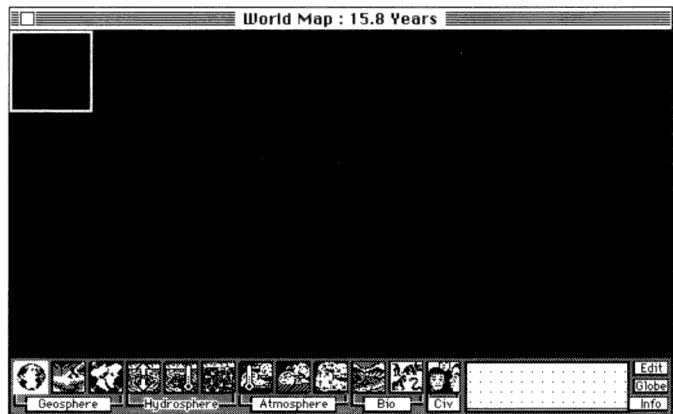 World Map : 15.8 Years
Edit
Globe
Info
Geosphere
Hydrosphere
Atmosphere
Bio
Civ